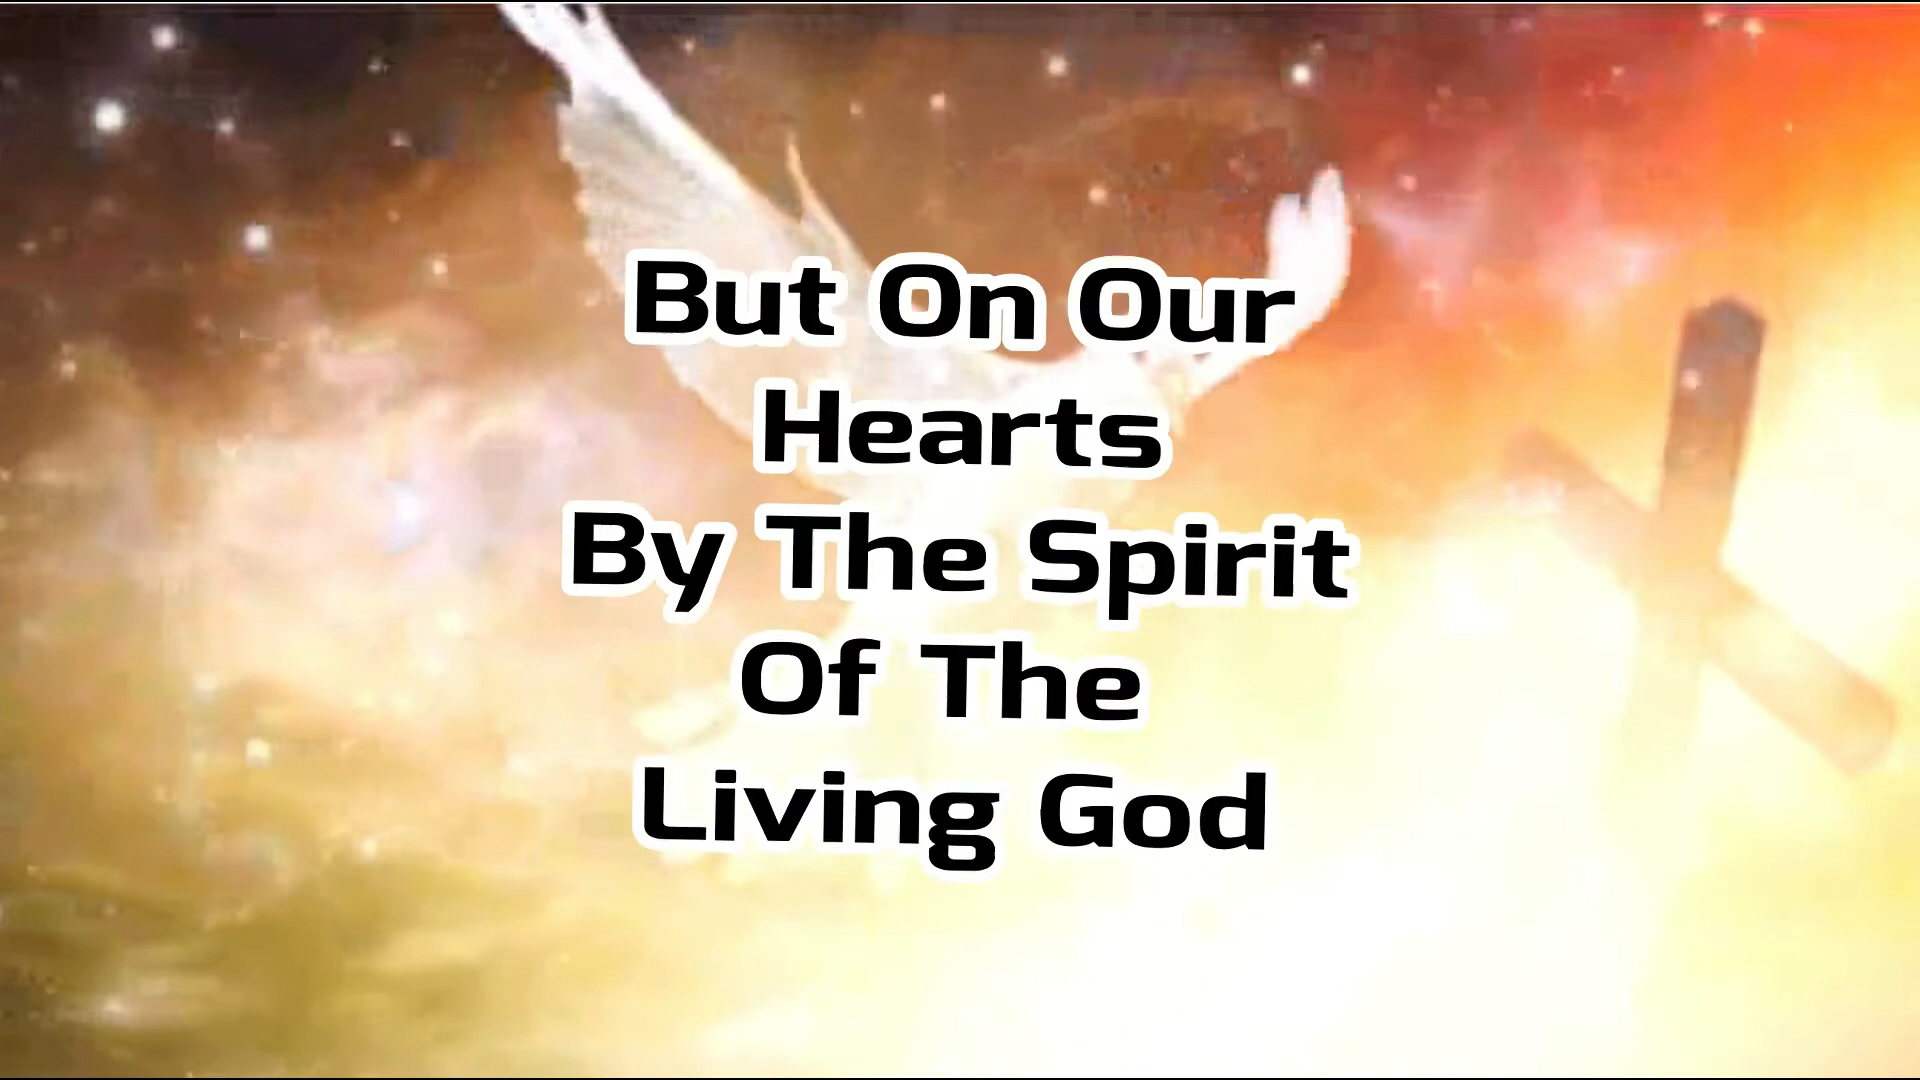 But On Our
Hearts
By The Spirit
Of The
Living God